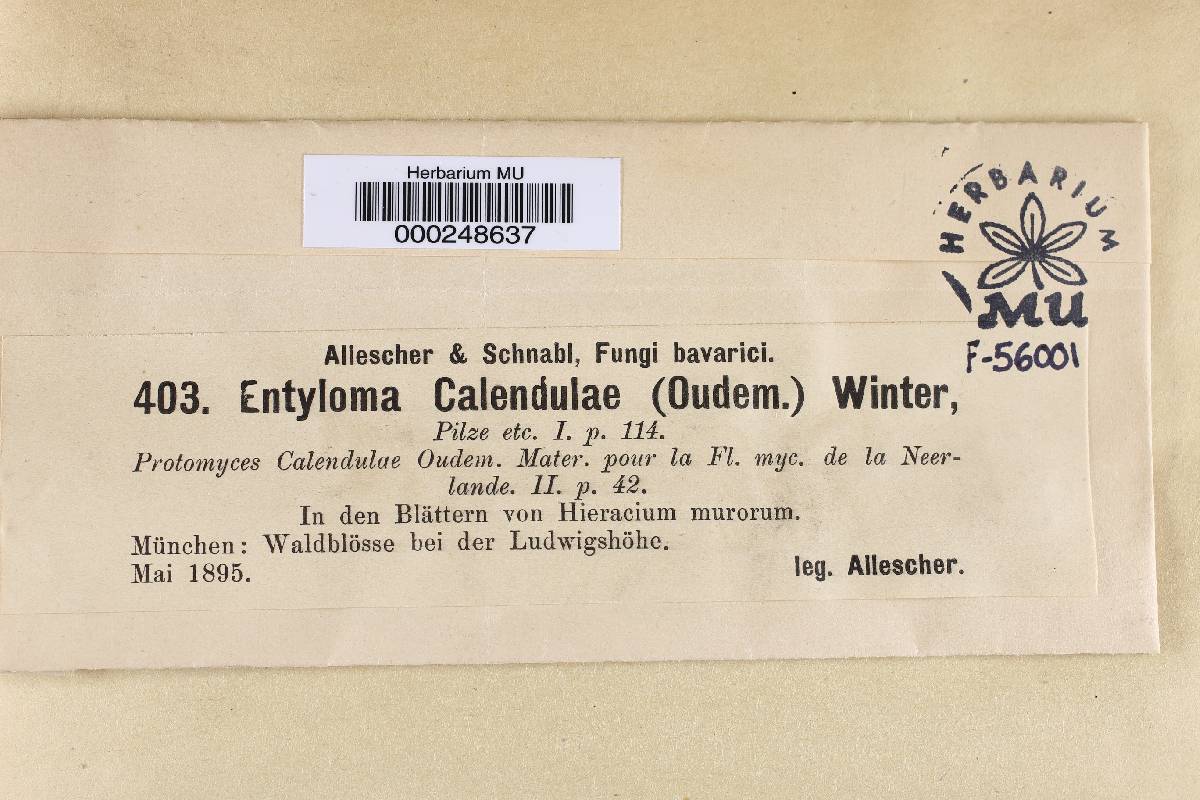 Herbarium MU
000248637
HERBARIUM
MU
F-56001
Allescher & Schnabl, Fungi bavarici.
403. Entyloma Calendulae (Oudem.) Winter,
Pilze etc. I. p. 114.
Protomyces Calendulae Oudem. Mater. pour la Fl. myc. de la Neer-
lande. II. p. 42.
In den Blättern von Hieracium murorum.
München: Waldblösse bei der Ludwigshöhe.
Mai 1895.
leg. Allescher.